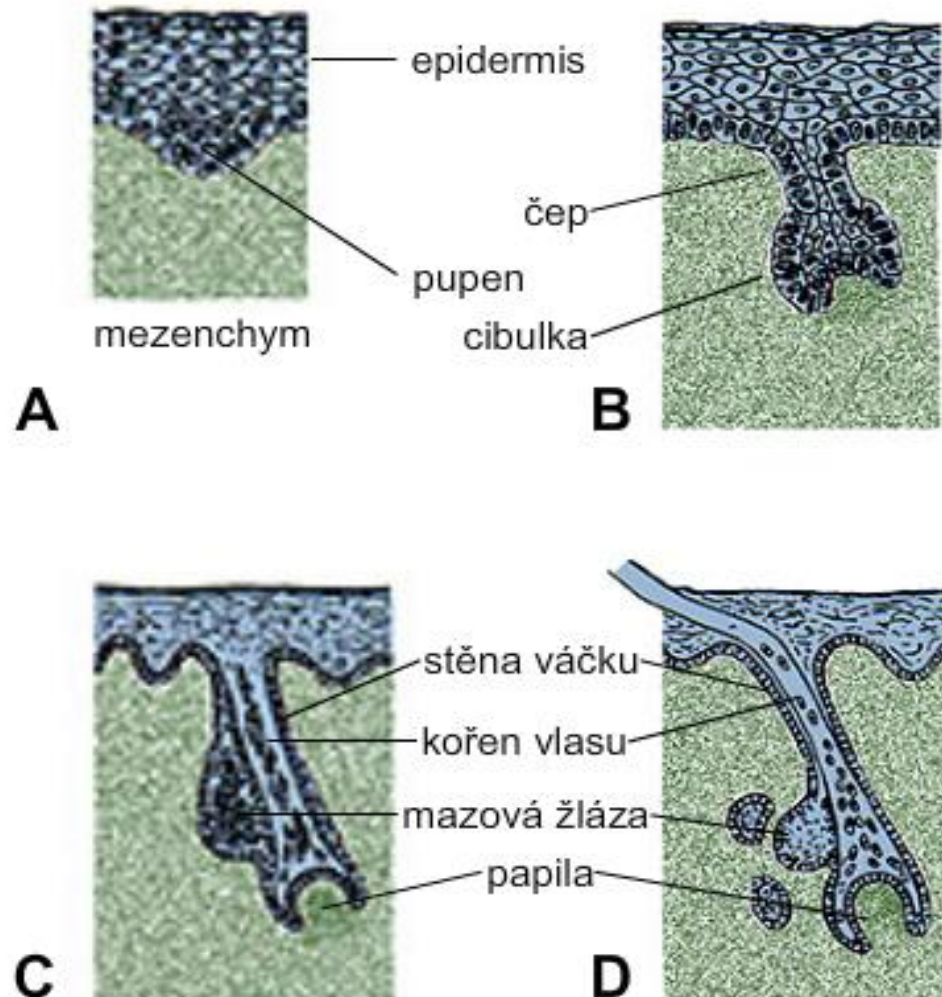 epidermis
čep
pupen
mezenchym
cibulka
A
B
stěna váčku
kořen vlasu
mazová žláza
papila
C
D